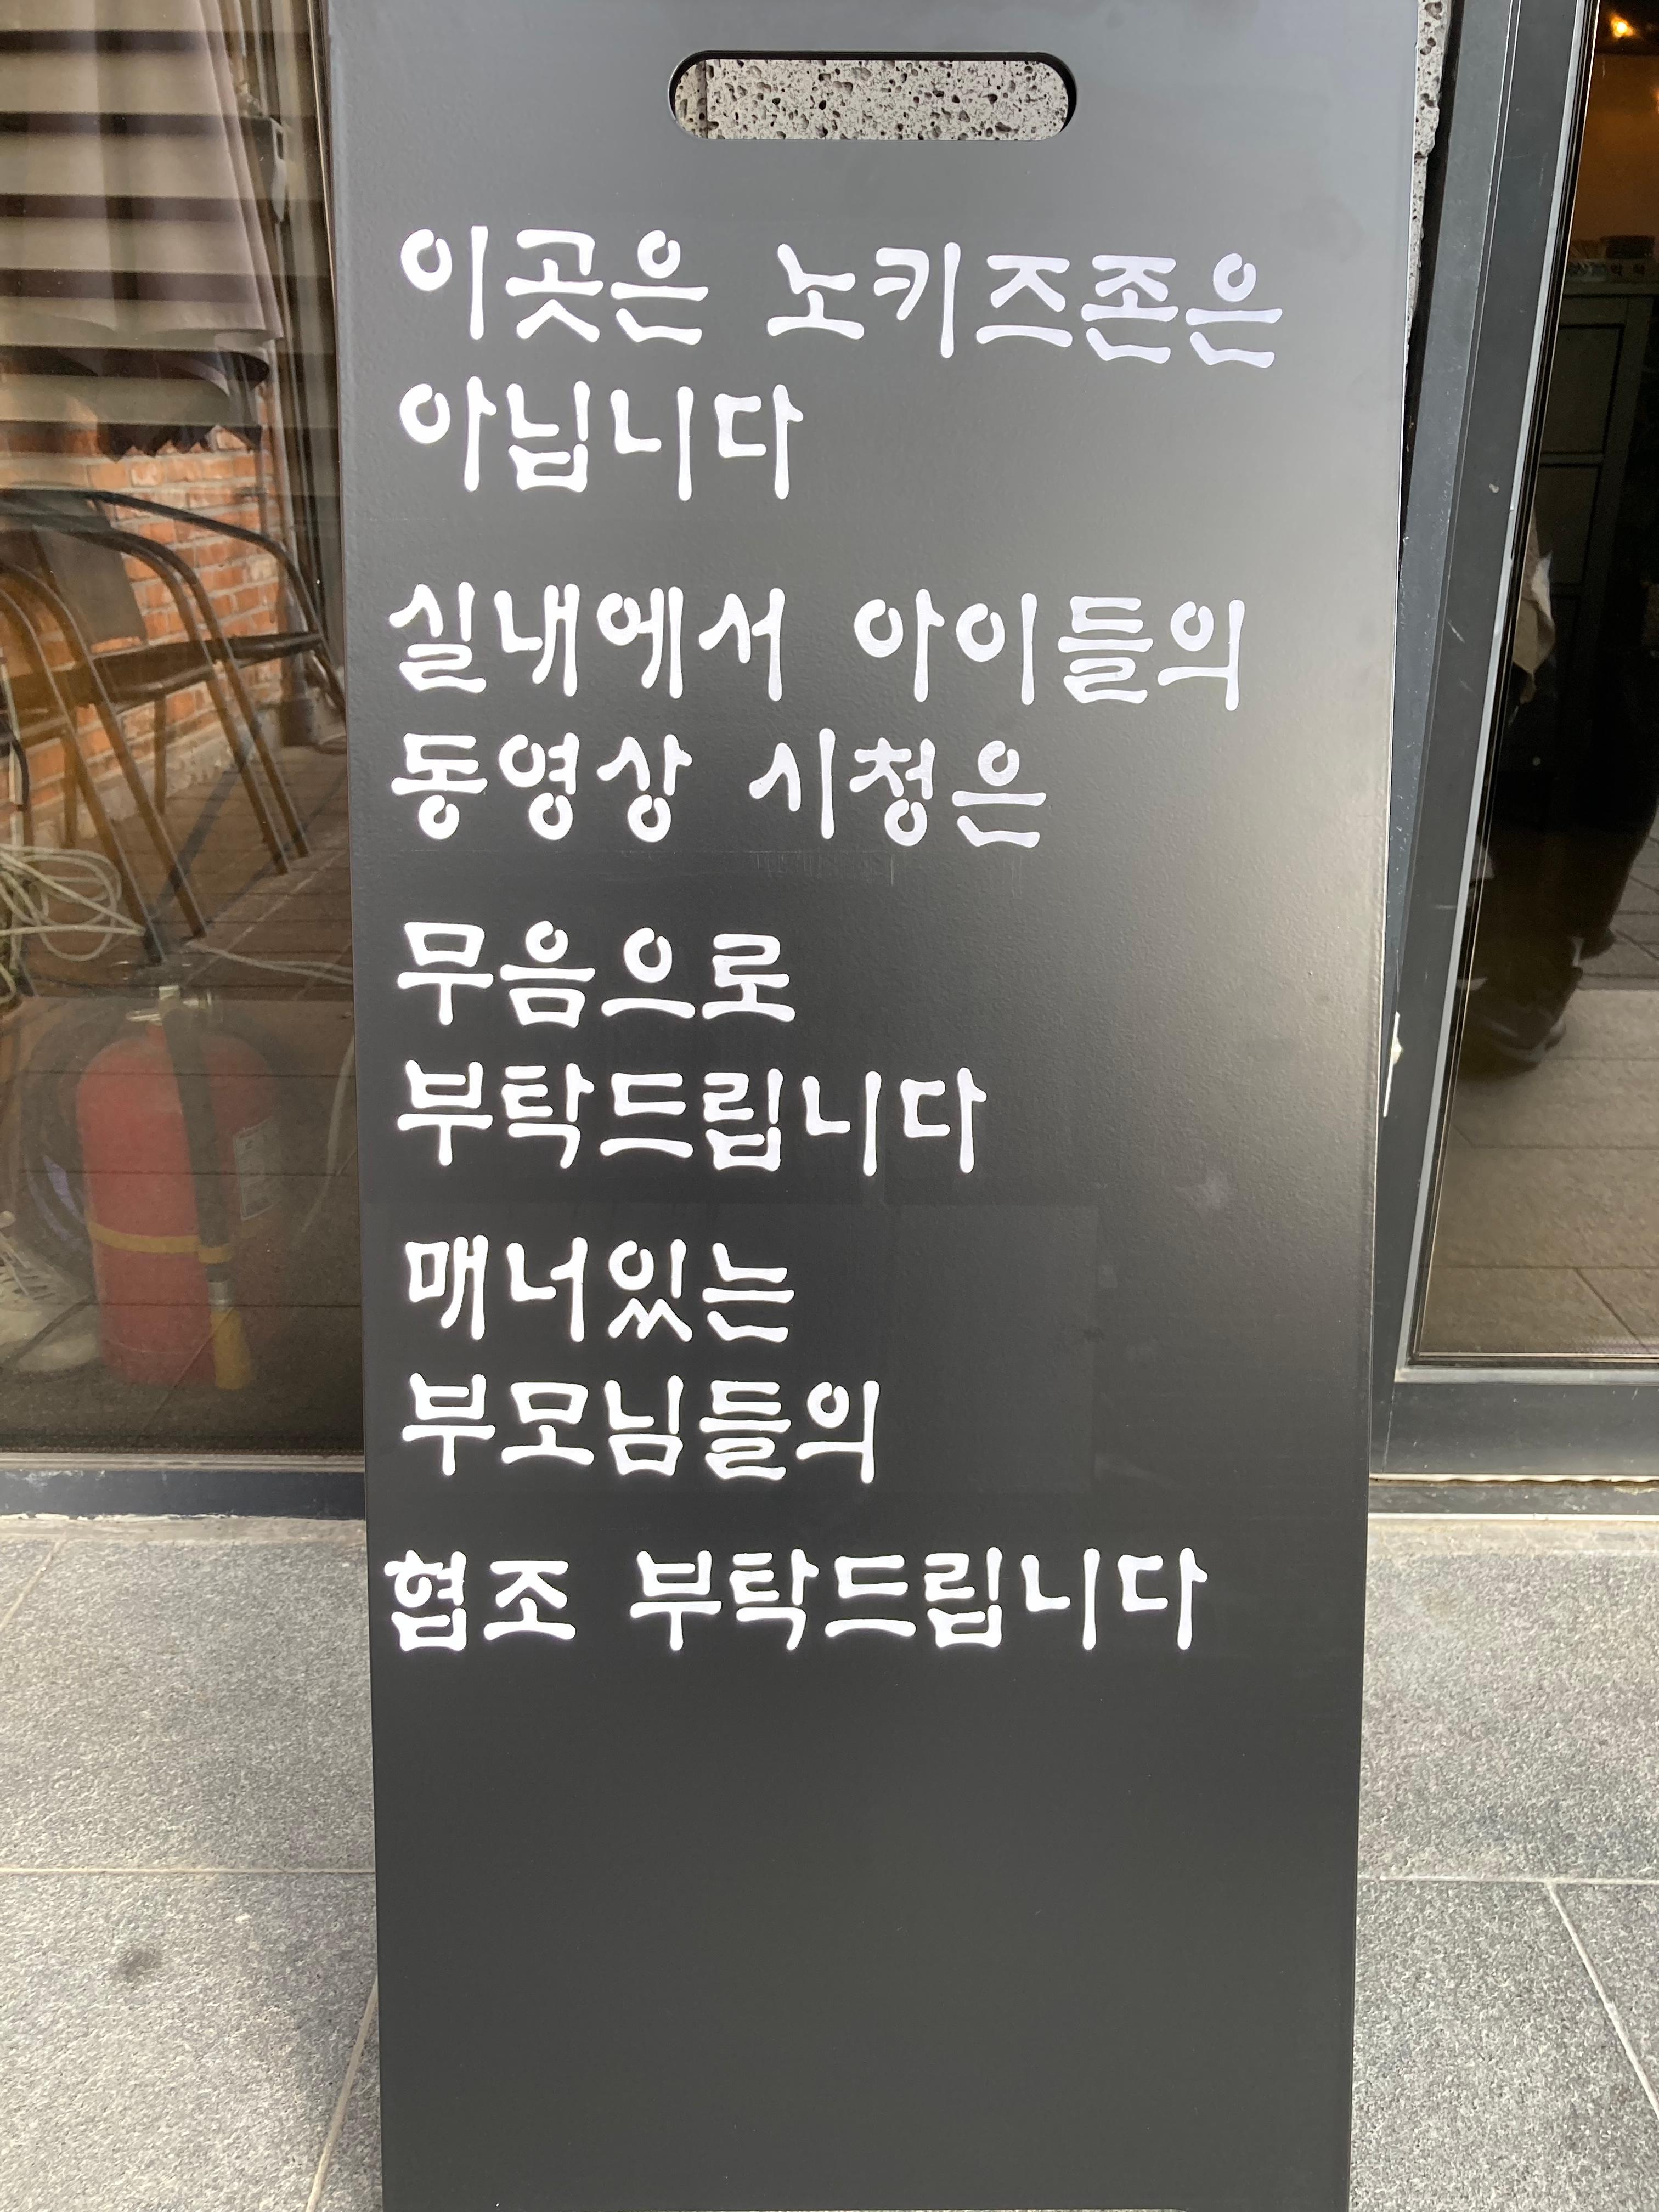 이곳은 노키즈존은
아닙니다
실내에서 아이들의
동영상 시청은
무음으로
부탁드립니다
매너있는
부모님들의
협조 부탁드립니다